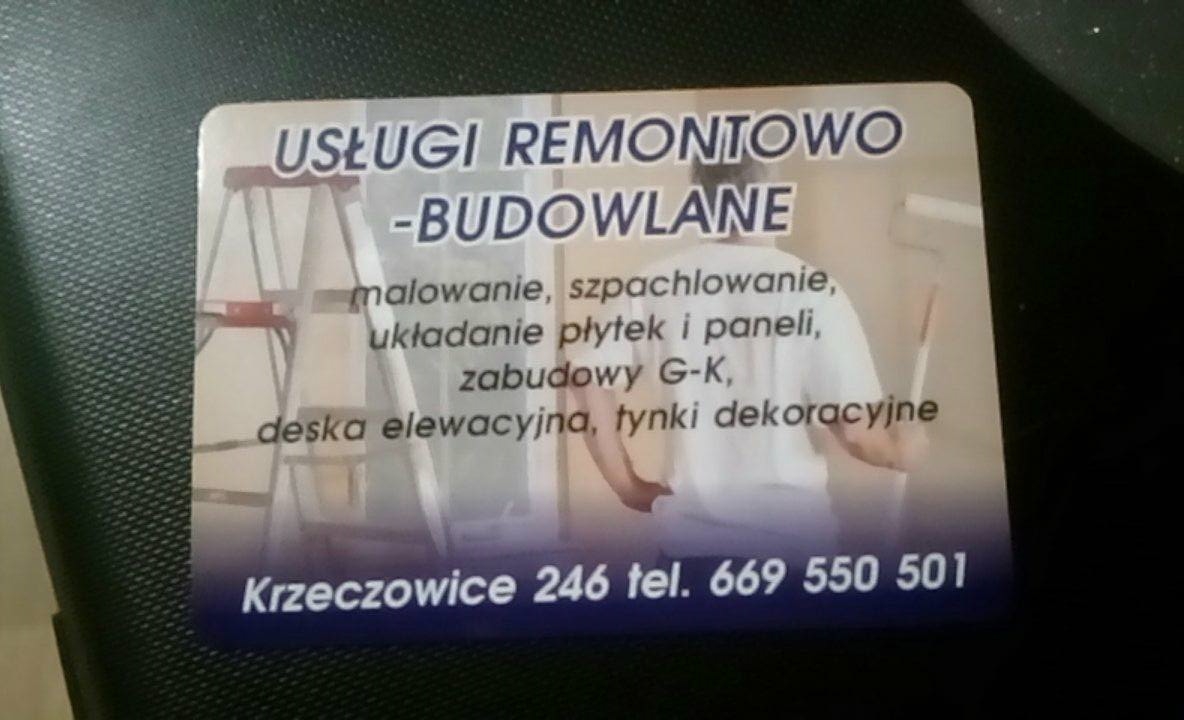 USŁUGI REMONTOWO
-BUDOWLANE
malowanie, szpachlowanie,
układanie płytek i paneli,
zabudowy G-K,
deska elewacyjna, tynki dekoracyjne
Krzeczowice 246 tel. 669 550 501